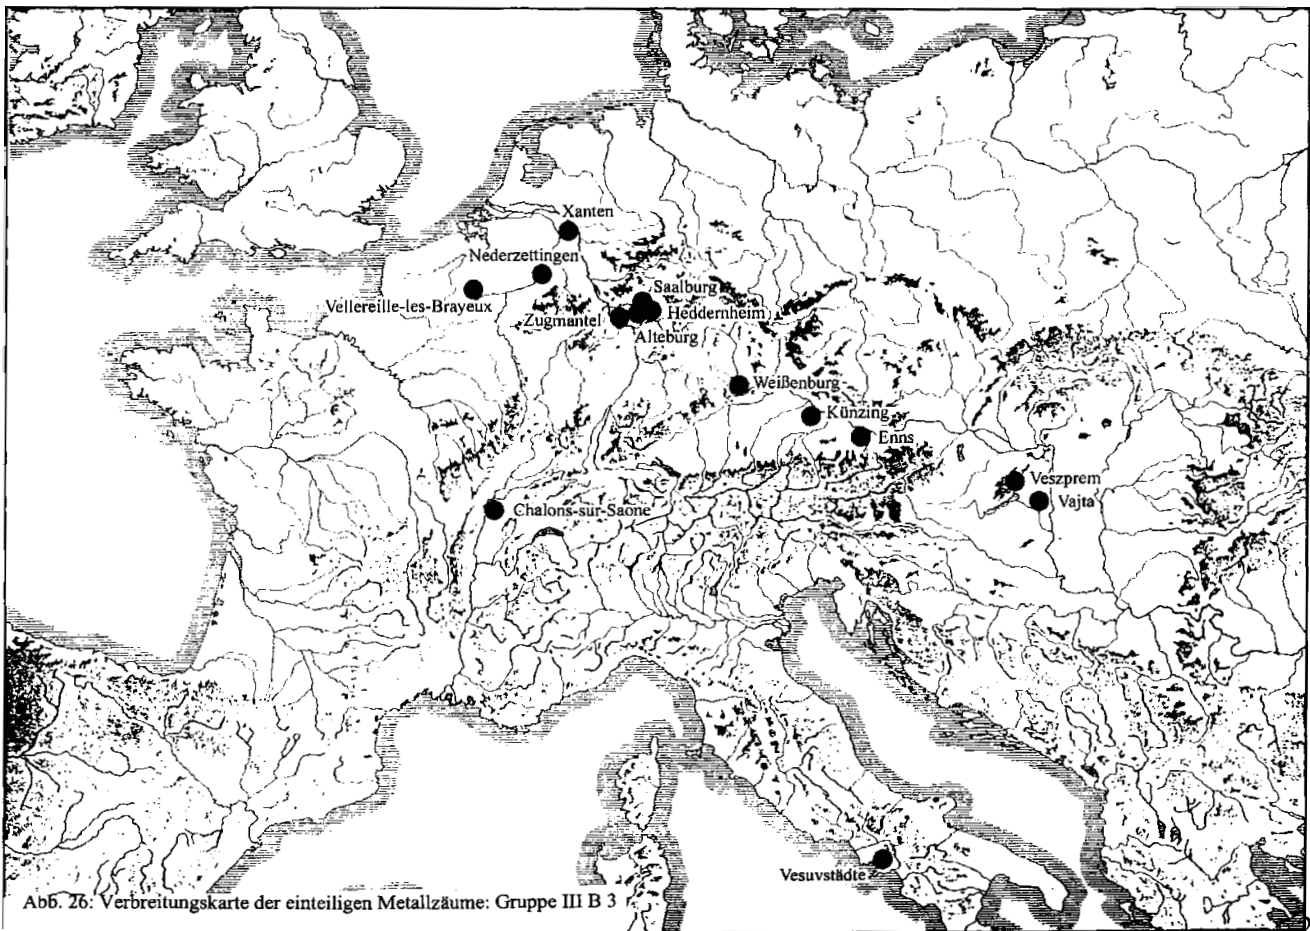 Xanten
Nederzettingen
Saalburg
Vellereille-les-Brayeux
Zugmantel
Heddernheim
Alteburg
Weißenburg
Künzing
Enns
Veszprem
Vajta
Chalons-sur-Saone
Vesuvstädte
Abb. 26: Verbreitungskarte der einteiligen Metallzäume: Gruppe III B 3